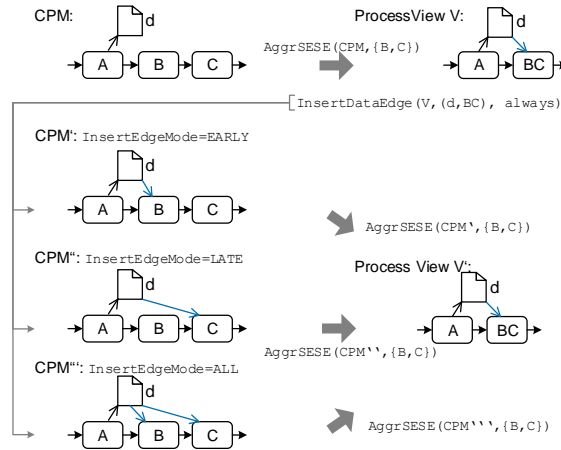 CPM:
d
A
B
C
AggrSESE(CPM,{B,C})
ProcessView V:
d
A
BC
InsertDataEdge(V,(d,BC), always)
CPM‘: InsertEdgeMode=EARLY
d
A
B
C
AggrSESE(CPM‘,{B,C})
CPM‘‘: InsertEdgeMode=LATE
d
A
B
C
AggrSESE(CPM‘‘,{B,C})
Process View V‘:
d
A
BC
CPM‘‘‘: InsertEdgeMode=ALL
d
A
B
C
AggrSESE(CPM‘‘‘,{B,C})